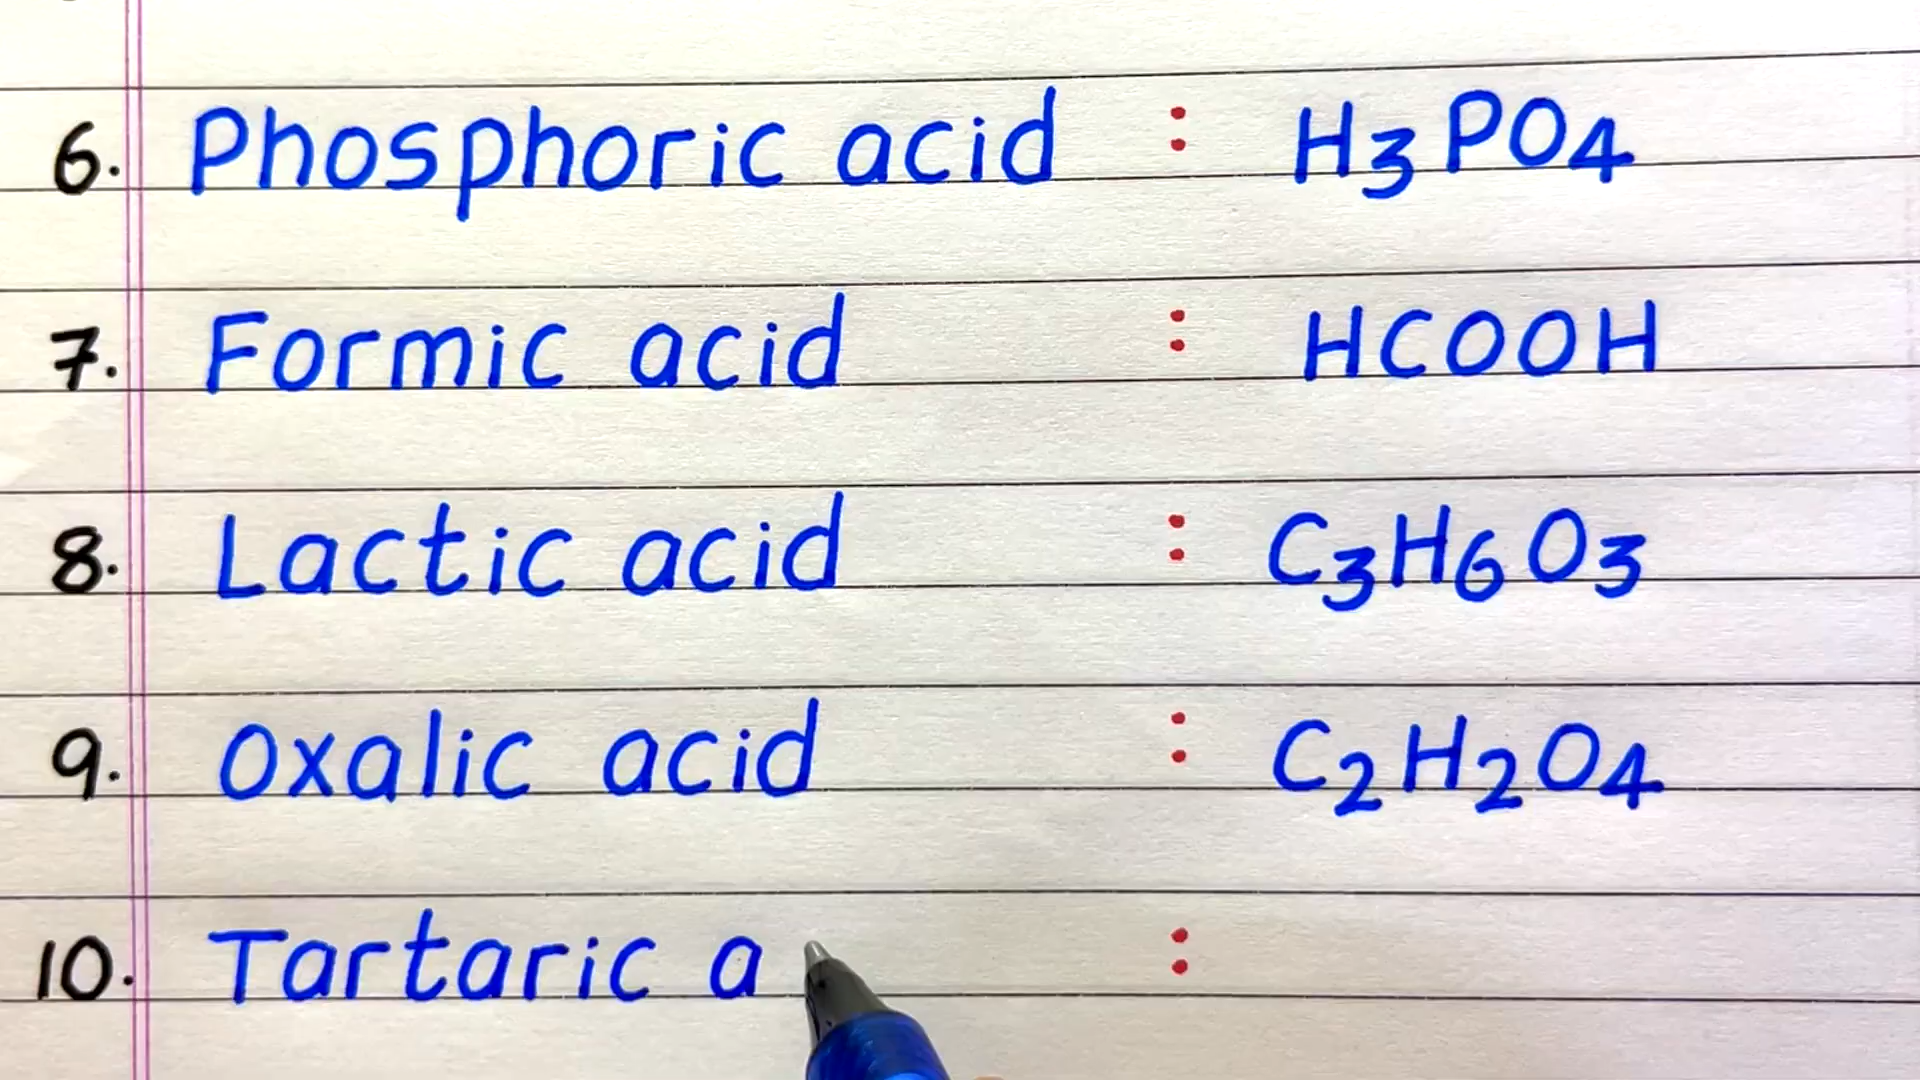 6. Phosphoric acid : H₃PO₄
7. Formic acid : HCOOH
8. Lactic acid : C₃H₆O₃
9. Oxalic acid : C₂H₂O₄
10. Tartaric a :